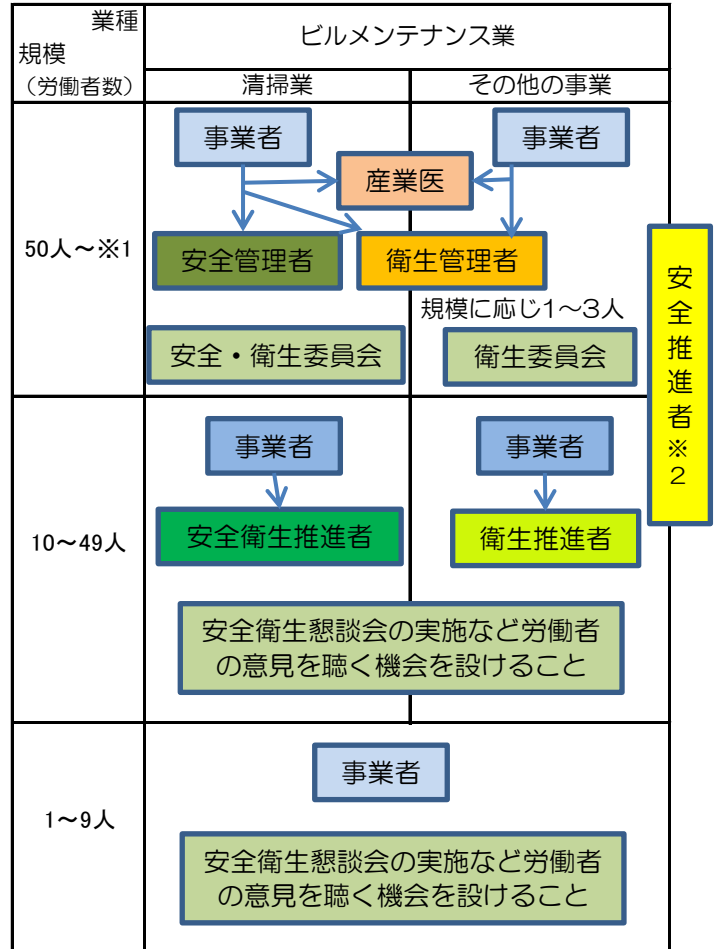 業種
規模
（労働者数）
ビルメンテナンス業
清掃業
その他の事業
50人～※1
事業者
事業者
産業医
安全管理者
衛生管理者
規模に応じ1～3人
安全・衛生委員会
衛生委員会
安全推進者※2
10～49人
事業者
事業者
安全衛生推進者
衛生推進者
安全衛生懇談会の実施など労働者
の意見を聴く機会を設けること
1～9人
事業者
安全衛生懇談会の実施など労働者
の意見を聴く機会を設けること